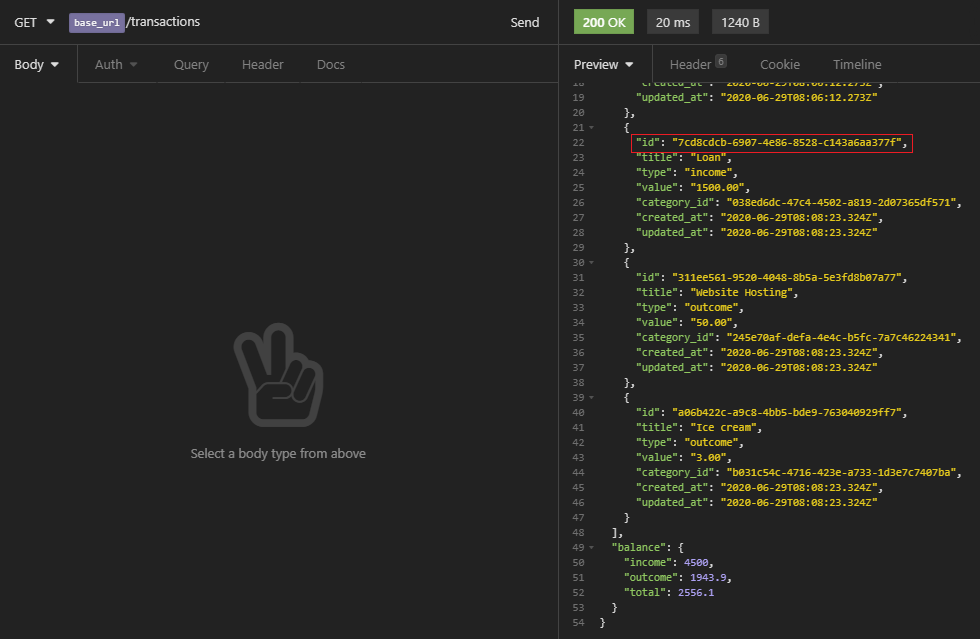 GET base_url/transactions Send
200 OK 20 ms 1240 B
Body Auth Query Header Docs
Preview Header 6 Cookie Timeline
Select a body type from above
18 "created_at": "2020-06-29T08:06:12.273Z",
19 "updated_at": "2020-06-29T08:06:12.273Z"
20 },
21 {
22 "id": "7cd8cdcb-6907-4e86-8528-c143a6aa377f",
23 "title": "Loan",
24 "type": "income",
25 "value": "1500.00",
26 "category_id": "038ed6dc-47c4-4502-a819-2d07365df571",
27 "created_at": "2020-06-29T08:08:23.324Z",
28 "updated_at": "2020-06-29T08:08:23.324Z"
29 },
30 {
31 "id": "311ee561-9520-4048-8b5a-5e3fd8b07a77",
32 "title": "Website Hosting",
33 "type": "outcome",
34 "value": "50.00",
35 "category_id": "245e70af-defa-4e4c-b5fc-7a7c46224341",
36 "created_at": "2020-06-29T08:08:23.324Z",
37 "updated_at": "2020-06-29T08:08:23.324Z"
38 },
39 {
40 "id": "a06b422c-a9c8-4bb5-bde9-763040929ff7",
41 "title": "Ice cream",
42 "type": "outcome",
43 "value": "3.00",
44 "category_id": "b031c54c-4716-423e-a733-1d3e7c7407ba",
45 "created_at": "2020-06-29T08:08:23.324Z",
46 "updated_at": "2020-06-29T08:08:23.324Z"
47 }
48 ],
49 "balance": {
50 "income": 4500,
51 "outcome": 1943.9,
52 "total": 2556.1
53 }
54 }